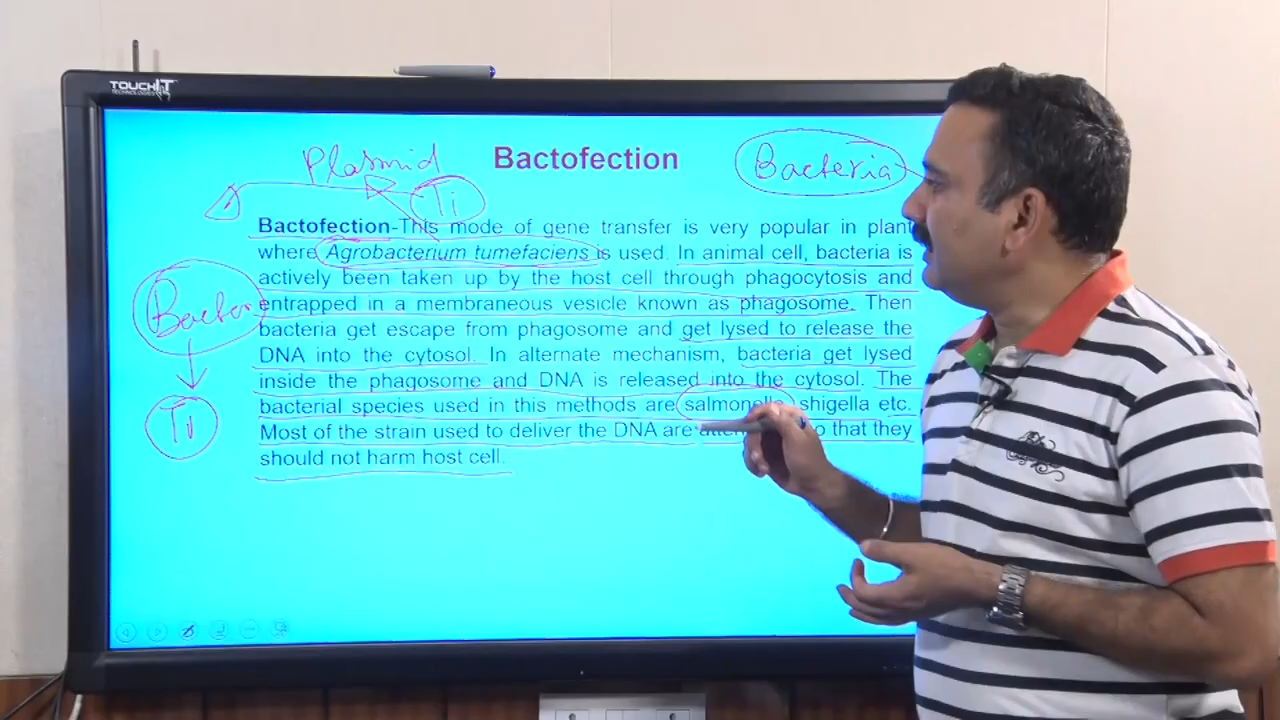 TOUCHIT
TECHNOLOGIES
Plasmid
Bactofection
Bacteria
Ti
Bactofection-This mode of gene transfer is very popular in plant
where Agrobacterium tumefaciens is used. In animal cell, bacteria is
actively been taken up by the host cell through phagocytosis and
entrapped in a membraneous vesicle known as phagosome. Then
bacteria get escape from phagosome and get lysed to release the
DNA into the cytosol. In alternate mechanism, bacteria get lysed
inside the phagosome and DNA is released into the cytosol. The
bacterial species used in this methods are salmonella shigella etc.
Most of the strain used to deliver the DNA are so that they
should not harm host cell.
Ti